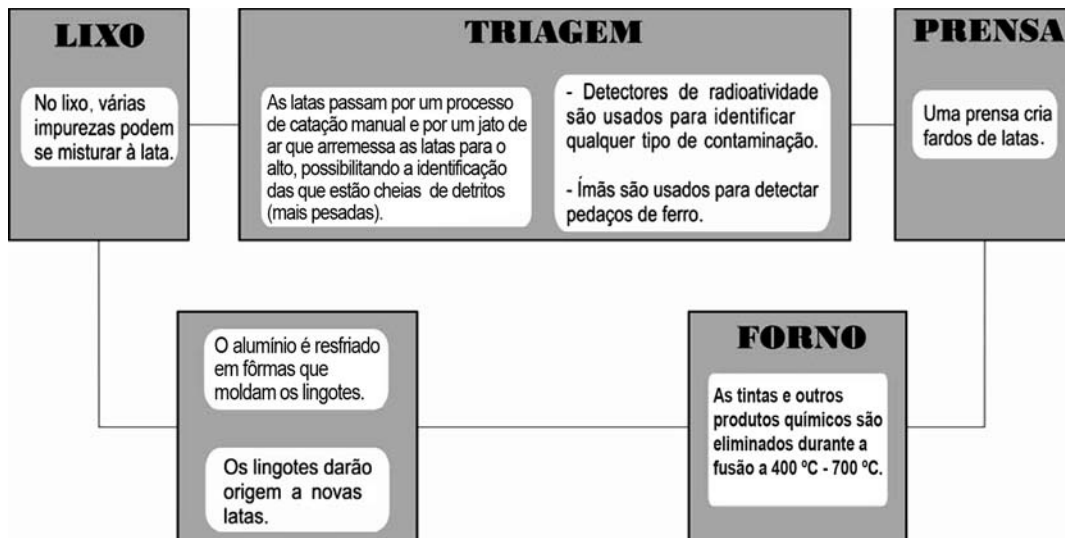 LIXO
No lixo, várias
impurezas podem
se misturar à lata.
TRIAGEM
As latas passam por um processo
de catação manual e por um jato de
ar que arremessa as latas para o
alto, possibilitando a identificação
das que estão cheias de detritos
(mais pesadas).
- Detectores de radioatividade
são usados para identificar
qualquer tipo de contaminação.
- Ímãs são usados para detectar
pedaços de ferro.
PRENSA
Uma prensa cria
fardos de latas.
FORNO
As tintas e outros
produtos químicos são
eliminados durante a
fusão a 400 ºC - 700 ºC.
O alumínio é resfriado
em fôrmas que
moldam os lingotes.
Os lingotes darão
origem a novas
latas.